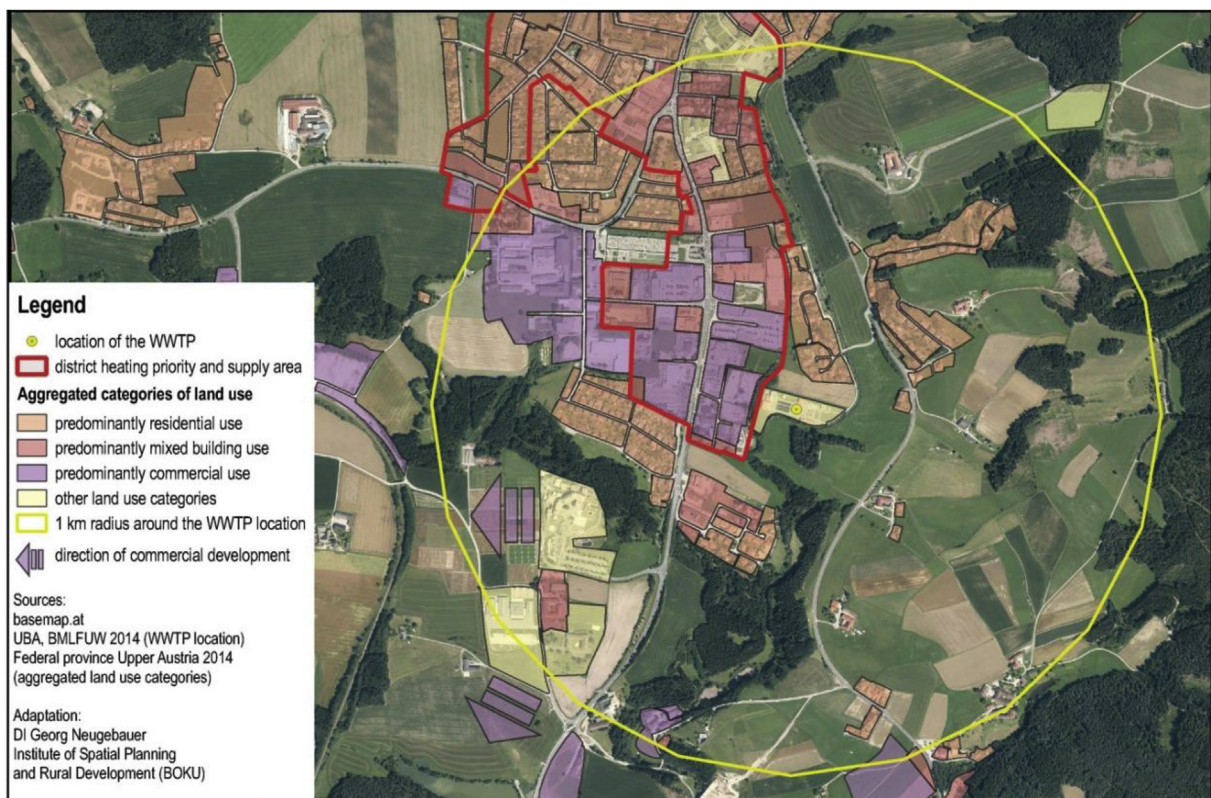 Legend
location of the WWTP
district heating priority and supply area
Aggregated categories of land use
predominantly residential use
predominantly mixed building use
predominantly commercial use
other land use categories
1 km radius around the WWTP location
direction of commercial development
Sources:
basemap.at
UBA, BMLFUW 2014 (WWTP location)
Federal province Upper Austria 2014
(aggregated land use categories)
Adaptation:
DI Georg Neugebauer
Institute of Spatial Planning
and Rural Development (BOKU)